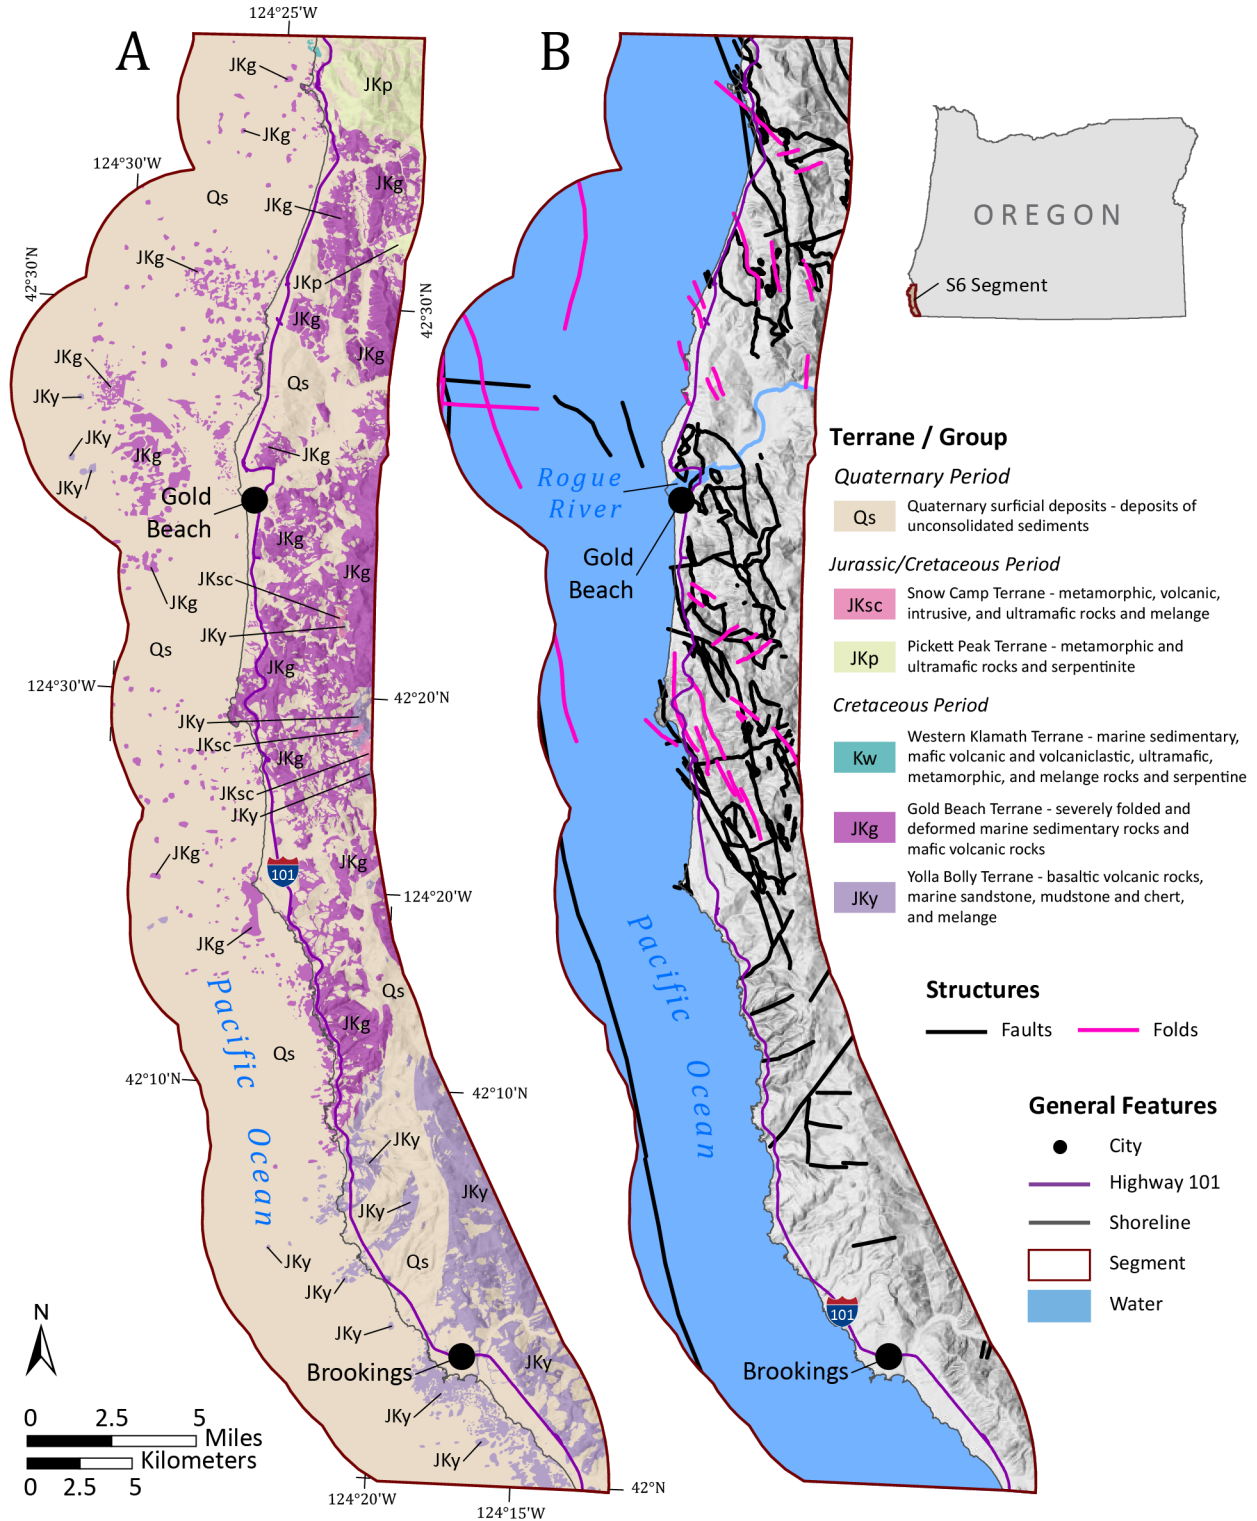 A
124°25'W
JKg
JKp
JKg
124°30'W
JKg
Qs
JKg
JKg
42°30'N
JKp
42°30'N
JKg
JKg
JKg
Qs
JKy
JKy
JKg
JKg
JKy
Gold
Beach
JKg
JKsc
JKg
JKg
JKy
Qs
JKg
124°30'W
42°20'N
JKy
JKsc
JKg
JKsc
JKy
JKg
JKg
101
124°20'W
JKg
Qs
Pacific
Ocean
JKg
Qs
42°10'N
42°10'N
JKy
JKy
JKy
Qs
JKy
JKy
JKy
JKy
Brookings
JKy
JKy
N
0 2.5 5
Miles
Kilometers
0 2.5 5
124°20'W
124°15'W
42°N
B
Rogue
River
Gold
Beach
Pacific
Ocean
101
Brookings
OREGON
S6 Segment
Terrane / Group
Quaternary Period
Qs
Quaternary surficial deposits - deposits of
unconsolidated sediments
Jurassic/Cretaceous Period
JKsc
Snow Camp Terrane - metamorphic, volcanic,
intrusive, and ultramafic rocks and melange
JKp
Pickett Peak Terrane - metamorphic and
ultramafic rocks and serpentinite
Cretaceous Period
Kw
Western Klamath Terrane - marine sedimentary,
mafic volcanic and volcaniclastic, ultramafic,
metamorphic, and melange rocks and serpentine
JKg
Gold Beach Terrane - severely folded and
deformed marine sedimentary rocks and
mafic volcanic rocks
JKy
Yolla Bolly Terrane - basaltic volcanic rocks,
marine sandstone, mudstone and chert,
and melange
Structures
Faults
Folds
General Features
City
Highway 101
Shoreline
Segment
Water